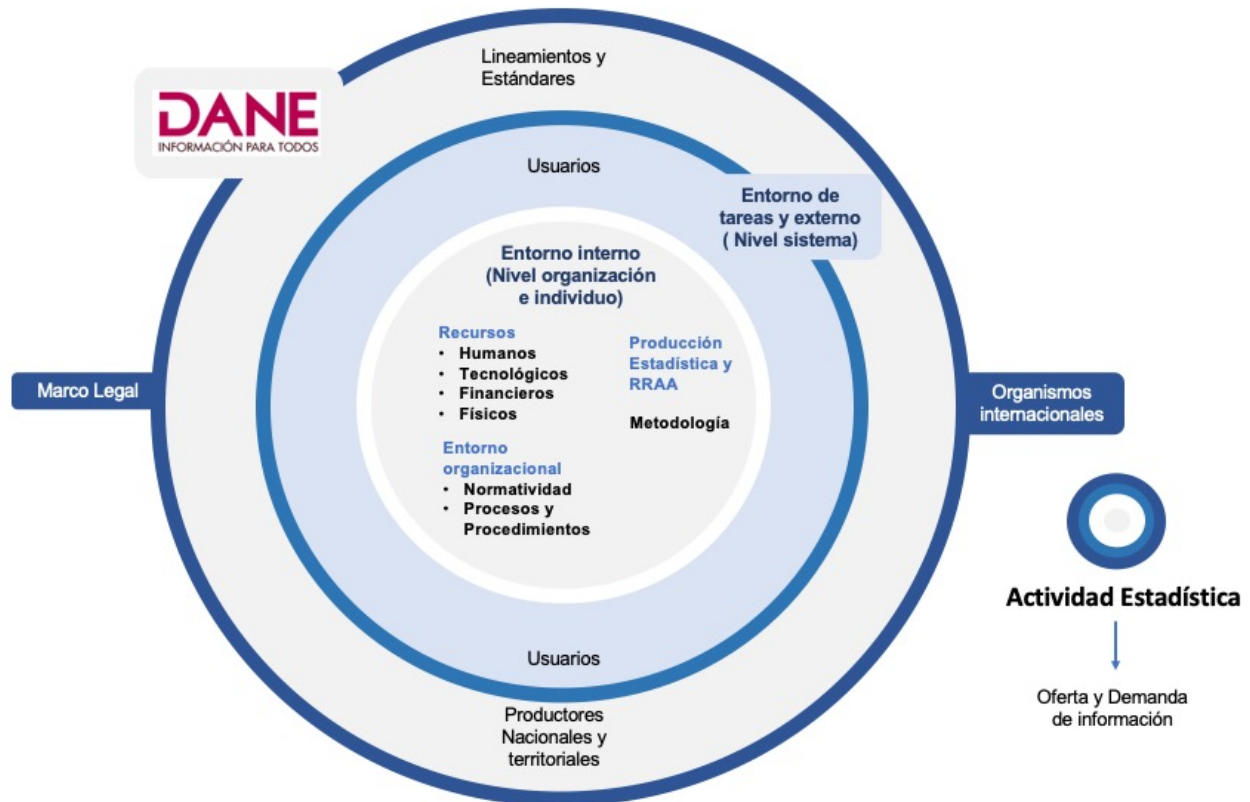 Lineamientos y
Estándares
DANE
INFORMACIÓN PARA TODOS
Usuarios
Entorno de
tareas y externo
( Nivel sistema)
Entorno interno
(Nivel organización
e individuo)
Recursos
• Humanos
• Tecnológicos
• Financieros
• Físicos
Producción
Estadística y
RRAA
Metodología
Entorno
organizacional
• Normatividad
• Procesos y
Procedimientos
Marco Legal
Organismos
internacionales
Usuarios
Productores
Nacionales y
territoriales
Actividad Estadística
Oferta y Demanda
de información